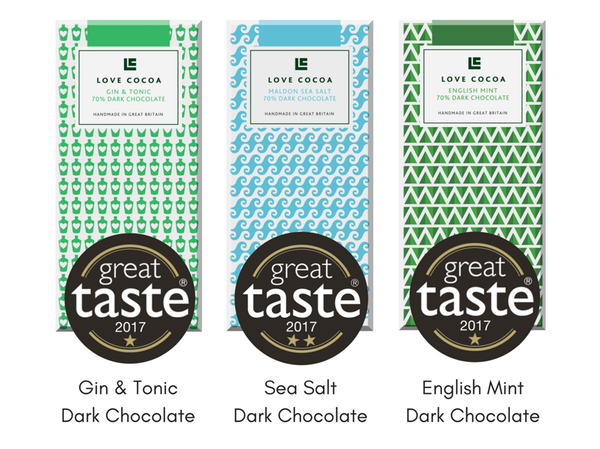 LOVE COCOA
GIN & TONIC
70% DARK CHOCOLATE
HANDMADE IN GREAT BRITAIN
great
taste®
2017
Gin & Tonic
Dark Chocolate
LOVE COCOA
MALDON SEA SALT
70% DARK CHOCOLATE
HANDMADE IN GREAT BRITAIN
great
taste®
2017
Sea Salt
Dark Chocolate
LOVE COCOA
ENGLISH MINT
70% DARK CHOCOLATE
HANDMADE IN GREAT BRITAIN
great
taste®
2017
English Mint
Dark Chocolate